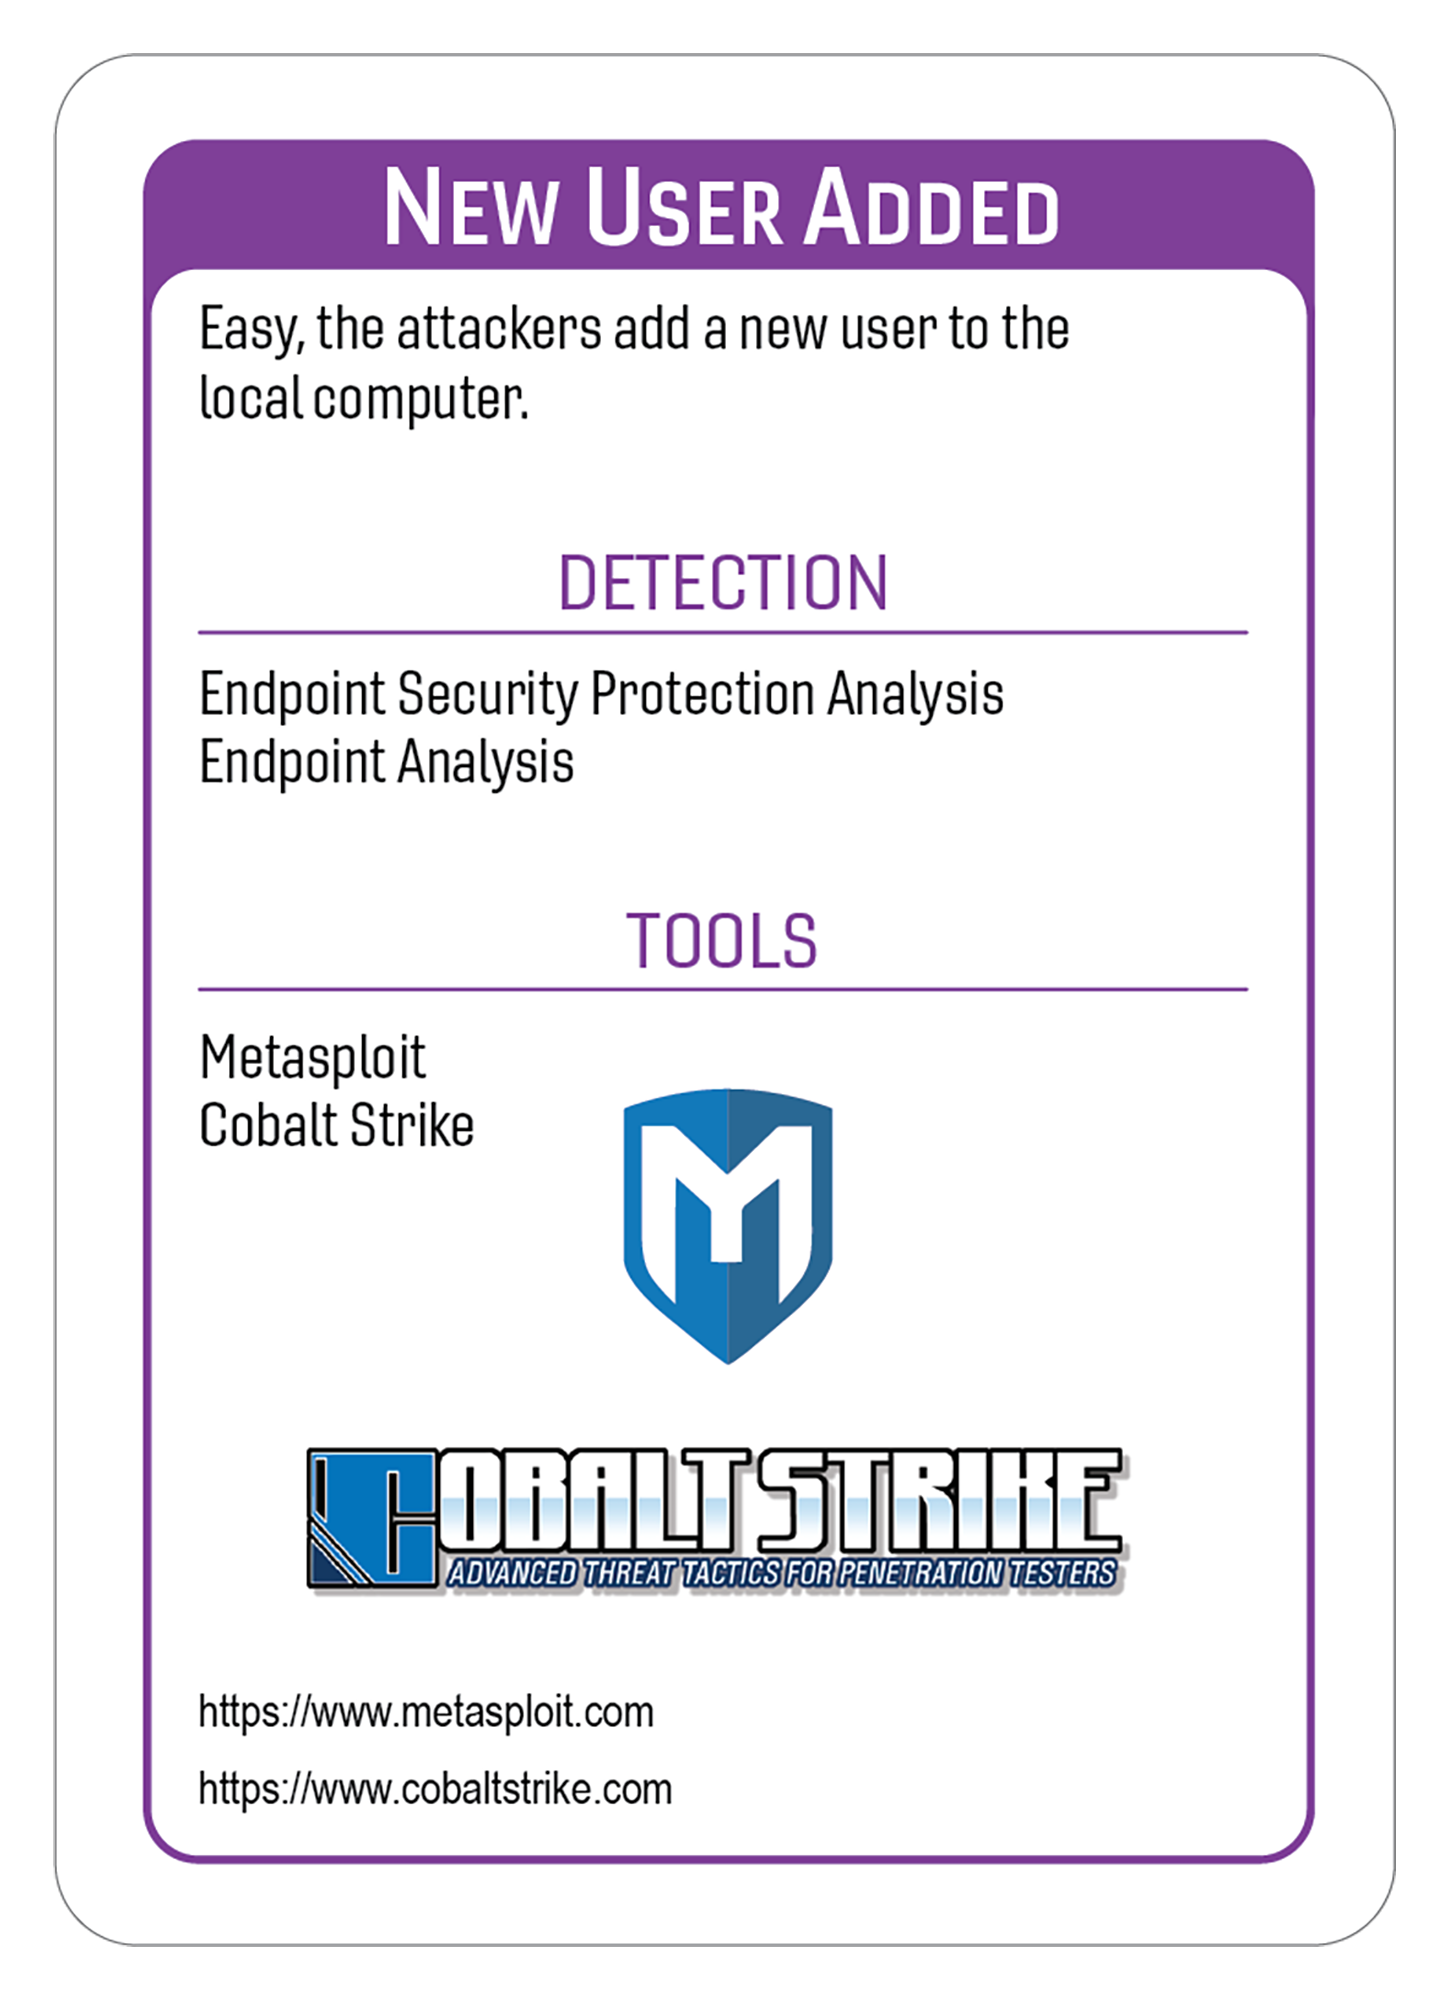 New User Added
Easy, the attackers add a new user to the
local computer.
DETECTION
Endpoint Security Protection Analysis
Endpoint Analysis
TOOLS
Metasploit
Cobalt Strike
M
COBALT STRIKE
ADVANCED THREAT TACTICS FOR PENETRATION TESTERS
https://www.metasploit.com
https://www.cobaltstrike.com